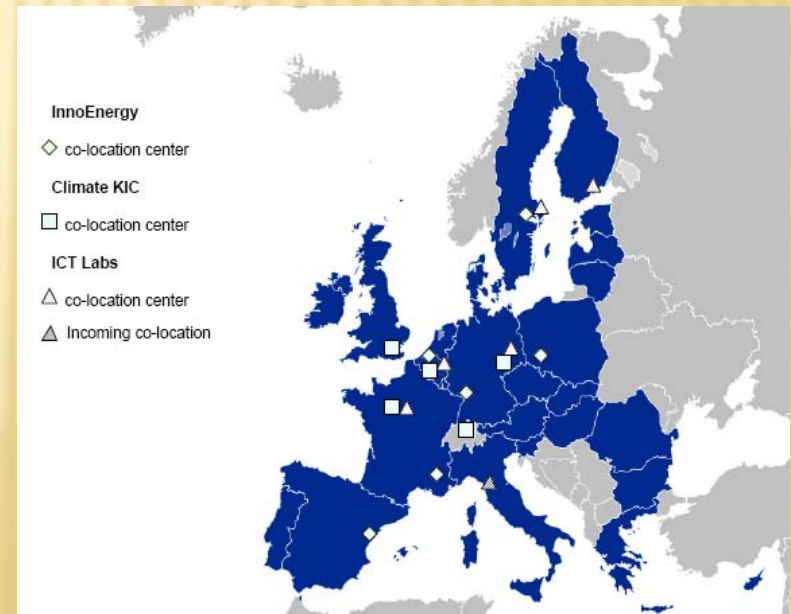 InnoEnergy
co-location center
Climate KIC
co-location center
ICT Labs
co-location center
Incoming co-location